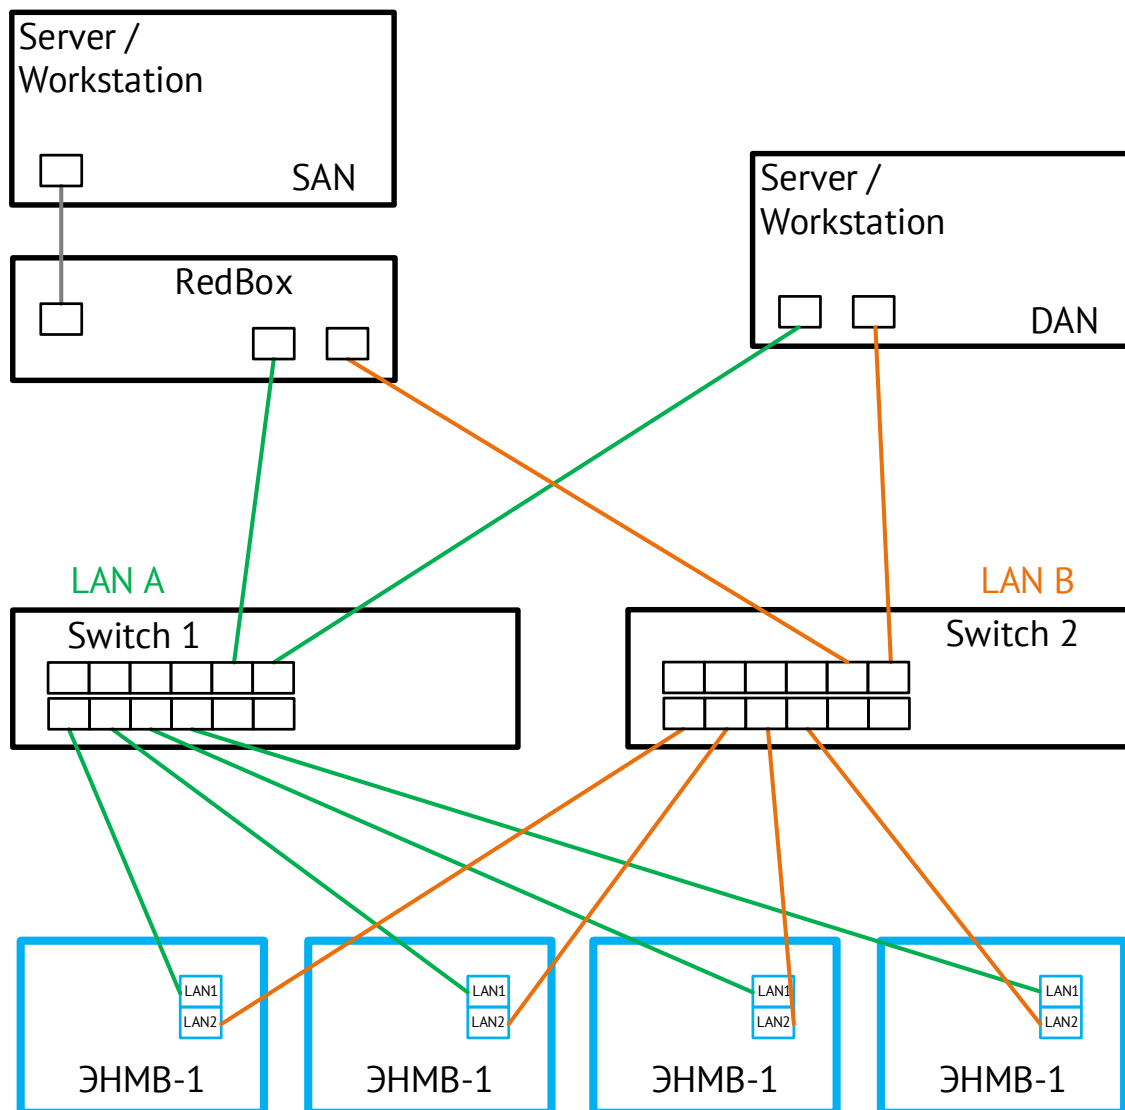 Server /
Workstation
SAN
RedBox
Server /
Workstation
DAN
LAN A
Switch 1
LAN B
Switch 2
LAN1
LAN2
ЭНМВ-1
LAN1
LAN2
ЭНМВ-1
LAN1
LAN2
ЭНМВ-1
LAN1
LAN2
ЭНМВ-1